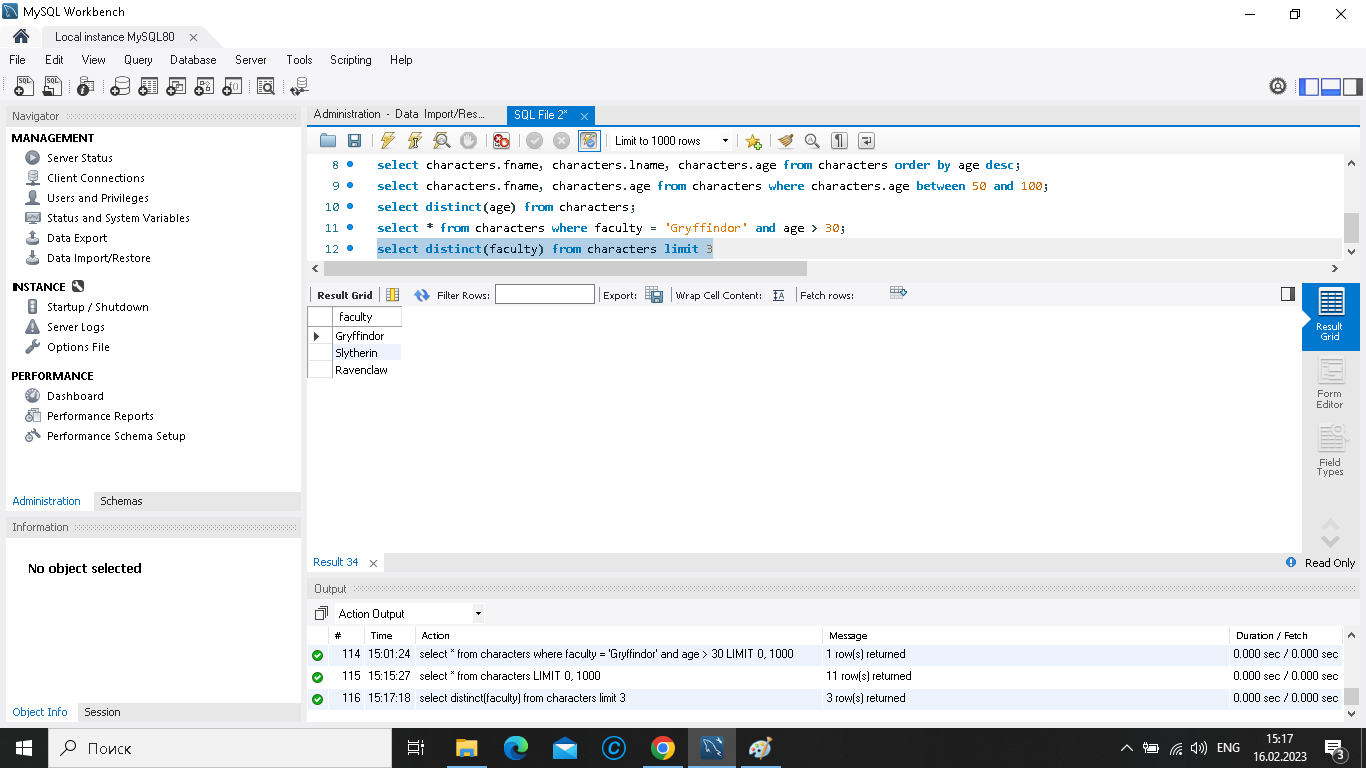 MySQL Workbench
Local instance MySQL80
File Edit View Query Database Server Tools Scripting Help
Navigator
MANAGEMENT
Server Status
Client Connections
Users and Privileges
Status and System Variables
Data Export
Data Import/Restore
INSTANCE
Startup / Shutdown
Server Logs
Options File
PERFORMANCE
Dashboard
Performance Reports
Performance Schema Setup
Administration Schemas
Information
No object selected
Object Info Session
Administration - Data Import/Res... SQL File 2*
Limit to 1000 rows
8 select characters.fname, characters.lname, characters.age from characters order by age desc;
9 select characters.fname, characters.age from characters where characters.age between 50 and 100;
10 select distinct(age) from characters;
11 select * from characters where faculty = 'Gryffindor' and age > 30;
12 select distinct(faculty) from characters limit 3
Result Grid Filter Rows: Export: Wrap Cell Content: Fetch rows:
faculty
Gryffindor
Slytherin
Ravenclaw
Result Grid
Form Editor
Field Types
Result 34 Read Only
Output
Action Output
# Time Action Message Duration / Fetch
114 15:01:24 select * from characters where faculty = 'Gryffindor' and age > 30 LIMIT 0, 1000 1 row(s) returned 0.000 sec / 0.000 sec
115 15:15:27 select * from characters LIMIT 0, 1000 11 row(s) returned 0.000 sec / 0.000 sec
116 15:17:18 select distinct(faculty) from characters limit 3 3 row(s) returned 0.000 sec / 0.000 sec
Поиск
ENG
15:17
16.02.2023
3